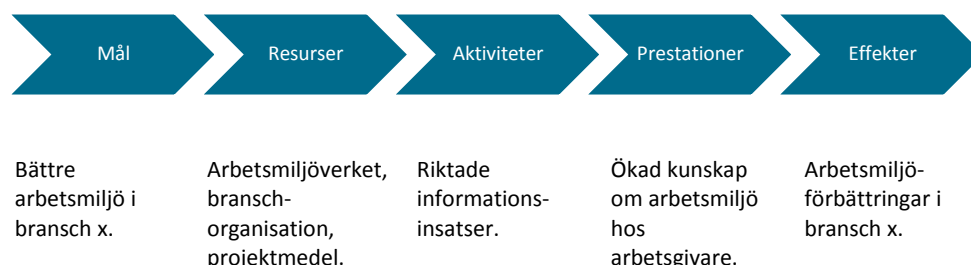 Mål
Resurser
Aktiviteter
Prestationer
Effekter
Bättre
arbetsmiljö i
bransch x.
Arbetsmiljöverket,
bransch-
organisation,
projektmedel.
Riktade
informations-
insatser.
Ökad kunskap
om arbetsmiljö
hos
arbetsgivare.
Arbetsmiljö-
förbättringar i
bransch x.